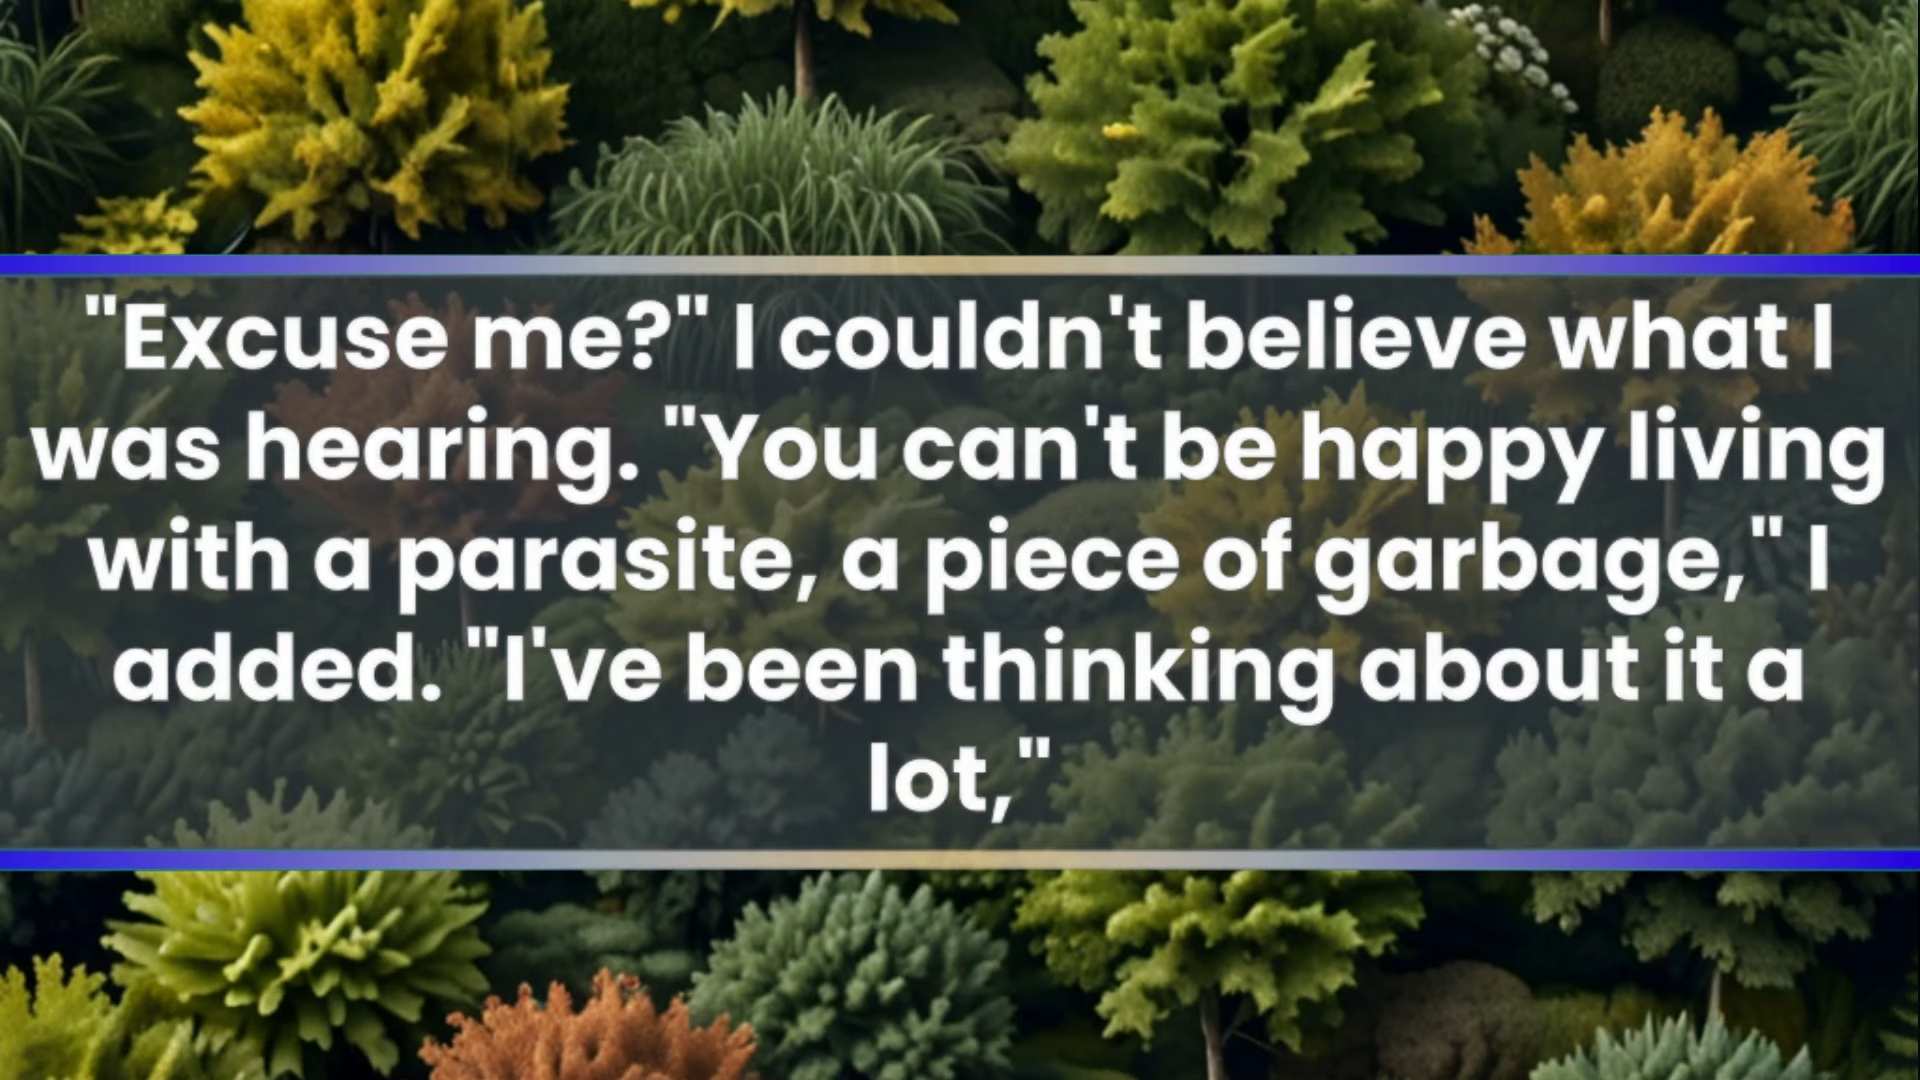 "Excuse me?" I couldn't believe what I
was hearing. "You can't be happy living
with a parasite, a piece of garbage," I
added. "I've been thinking about it a
lot,"